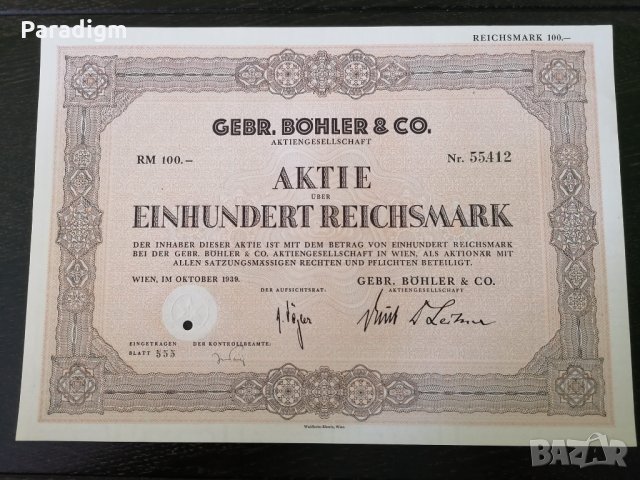 Paradigm
REICHSMARK 100.—
GEBR. BÖHLER & CO.
AKTIENGESELLSCHAFT
RM 100.— Nr. 55412
AKTIE
ÜBER
EINHUNDERT REICHSMARK
DER INHABER DIESER AKTIE IST MIT DEM BETRAG VON EINHUNDERT REICHSMARK
BEI DER GEBR. BÖHLER & CO. AKTIENGESELLSCHAFT IN WIEN, ALS AKTIONÄR MIT
ALLEN SATZUNGSMÄSSIGEN RECHTEN UND PFLICHTEN BETEILIGT.
WIEN, IM OKTOBER 1939. GEBR. BÖHLER & CO.
DER AUFSICHTSRAT: AKTIENGESELLSCHAFT
EINGETRAGEN DER KONTROLLBEAMTE:
BLATT 555
Waldheim-Eberle, Wien
BAZAR